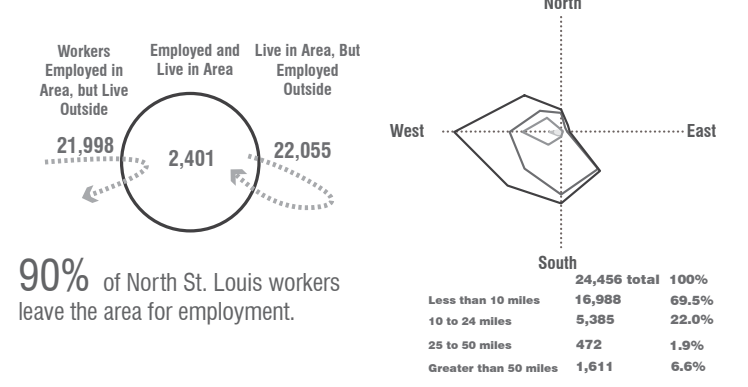 Workers
Employed in
Area, but Live
Outside
21,998
Employed and
Live in Area
2,401
Live in Area, But
Employed
Outside
22,055
90% of North St. Louis workers
leave the area for employment.
North
West
East
South
24,456 total 100%
Less than 10 miles 16,988 69.5%
10 to 24 miles 5,385 22.0%
25 to 50 miles 472 1.9%
Greater than 50 miles 1,611 6.6%